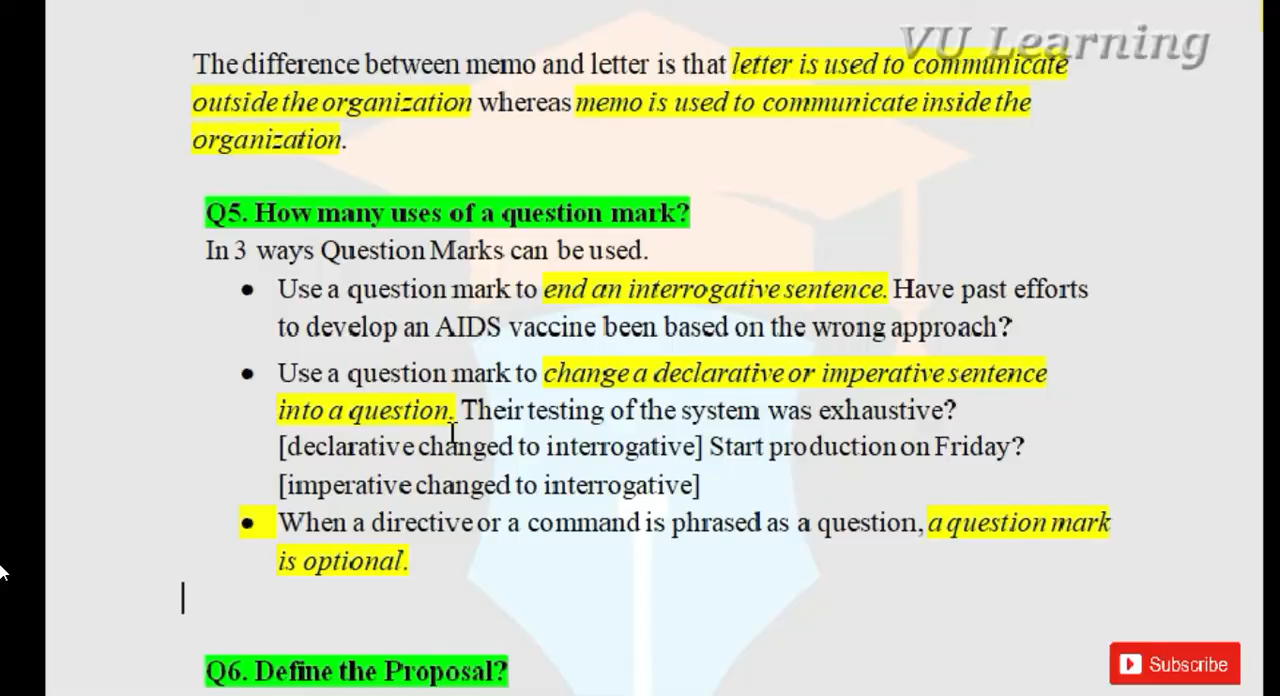 VU Learning
The difference between memo and letter is that letter is used to communicate
outside the organization whereas memo is used to communicate inside the
organization.
Q5. How many uses of a question mark?
In 3 ways Question Marks can be used.
● Use a question mark to end an interrogative sentence. Have past efforts
to develop an AIDS vaccine been based on the wrong approach?
● Use a question mark to change a declarative or imperative sentence
into a question. Their testing of the system was exhaustive?
[declarative changed to interrogative] Start production on Friday?
[imperative changed to interrogative]
● When a directive or a command is phrased as a question, a question mark
is optional.
Q6. Define the Proposal?
Subscribe